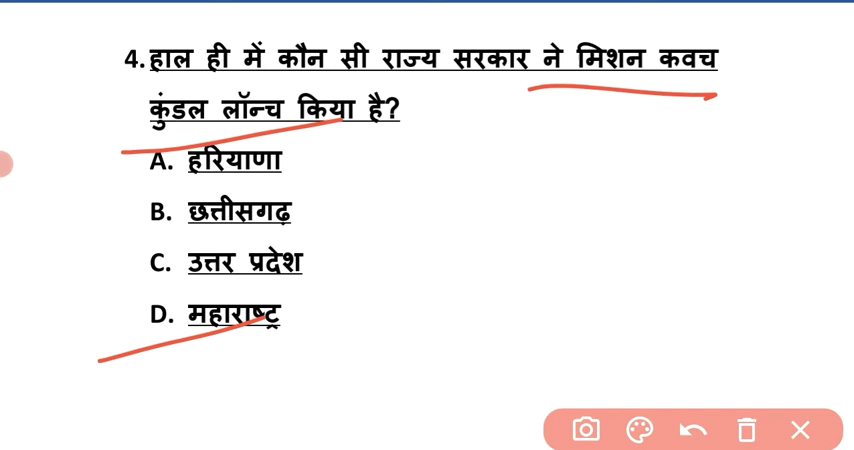 4. हाल ही में कौन सी राज्य सरकार ने मिशन कवच
कुंडल लॉन्च किया है?
A. हरियाणा
B. छत्तीसगढ़
C. उत्तर प्रदेश
D. महाराष्ट्र